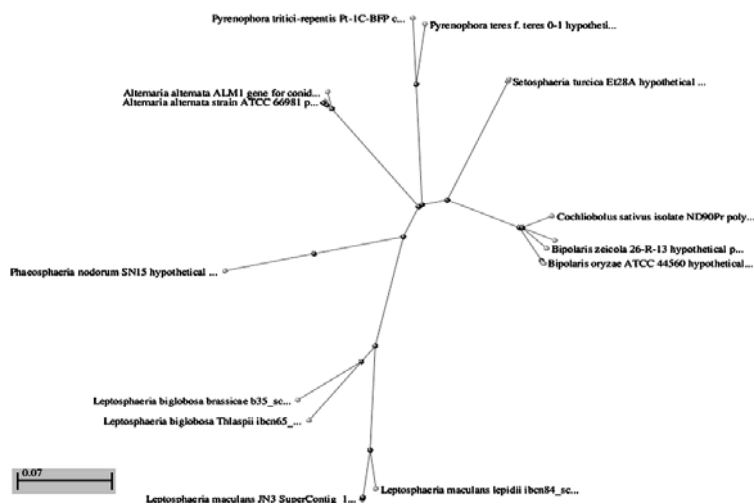 Pyrenophora tritici-repentis Pt-1C-BFP c...
Pyrenophora teres f. teres 0-1 hypotheti...
Setosphaeria turcica Et28A hypothetical ...
Alternaria alternata ALM1 gene for conid...
Alternaria alternata strain ATCC 66981 p...
Cochliobolus sativus isolate ND90Pr poly...
Bipolaris zeicola 26-R-13 hypothetical p...
Bipolaris oryzae ATCC 44560 hypothetical...
Phaeosphaeria nodorum SN15 hypothetical ...
Leptosphaeria biglobosa brassicae b35_sc...
Leptosphaeria biglobosa Thlaspii ibcn65_...
Leptosphaeria maculans lepidii ibcn84_sc...
Leptosphaeria maculans JN3 SuperContig_1...
0.07